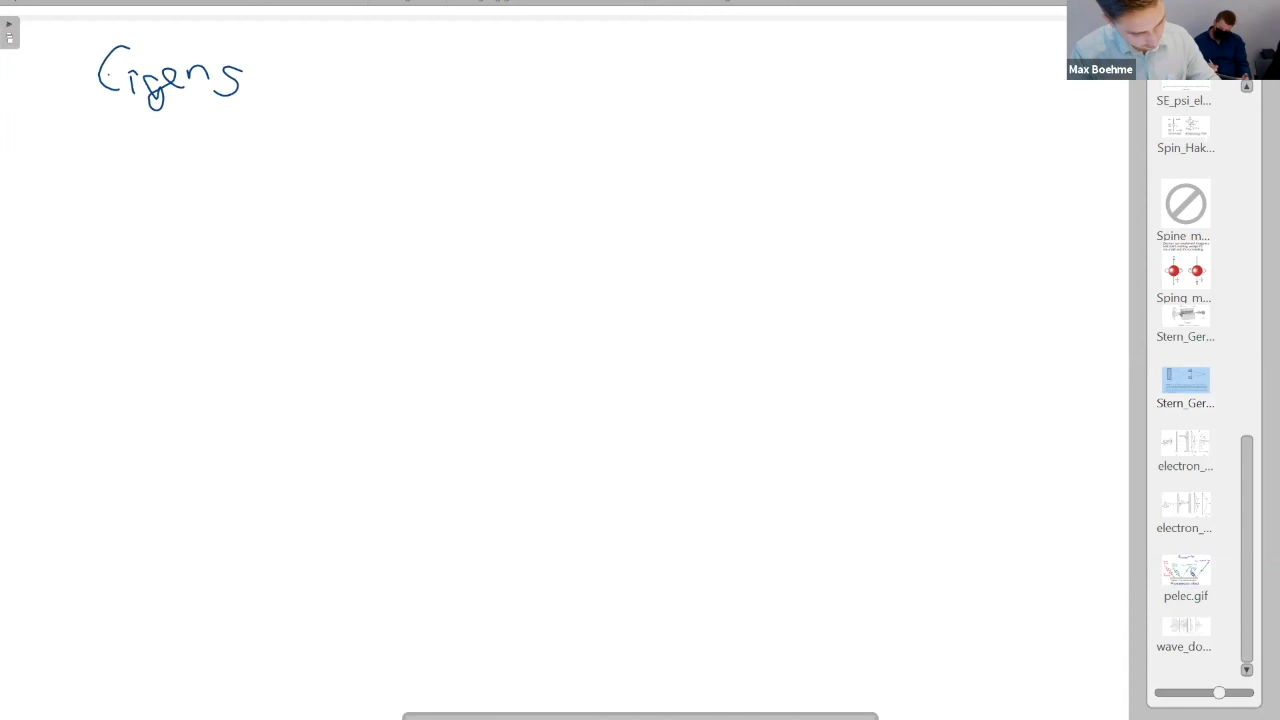 Eigens
Max Boehme
SE_psi_el...
Spin_Hak...
Spine_m...
Sping_m...
Stern_Ger...
Stern_Ger...
electron_...
electron_...
pelec.gif
wave_do...